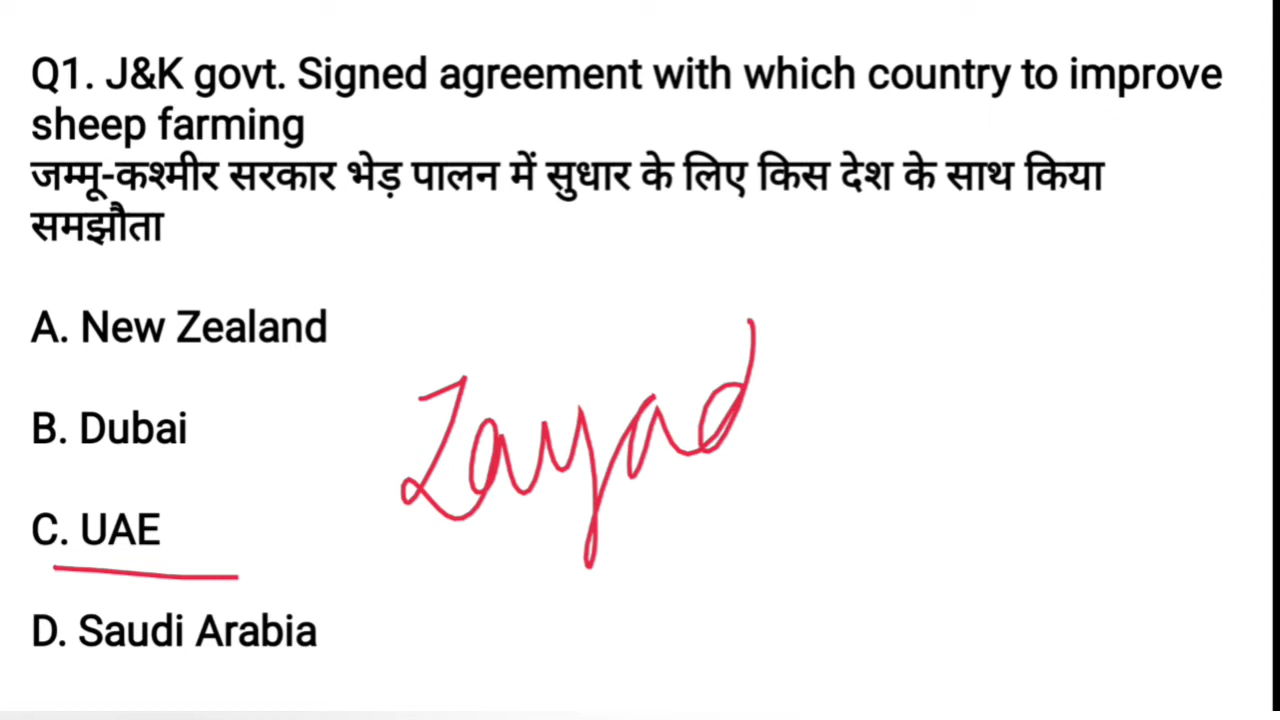 Q1. J&K govt. Signed agreement with which country to improve
sheep farming
जम्मू-कश्मीर सरकार भेड़ पालन में सुधार के लिए किस देश के साथ किया
समझौता
A. New Zealand
B. Dubai
Zayad
C. UAE
D. Saudi Arabia